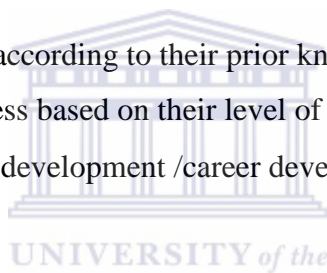 according to their prior kn
ess based on their level of
development /career deve
UNIVERSITY of the